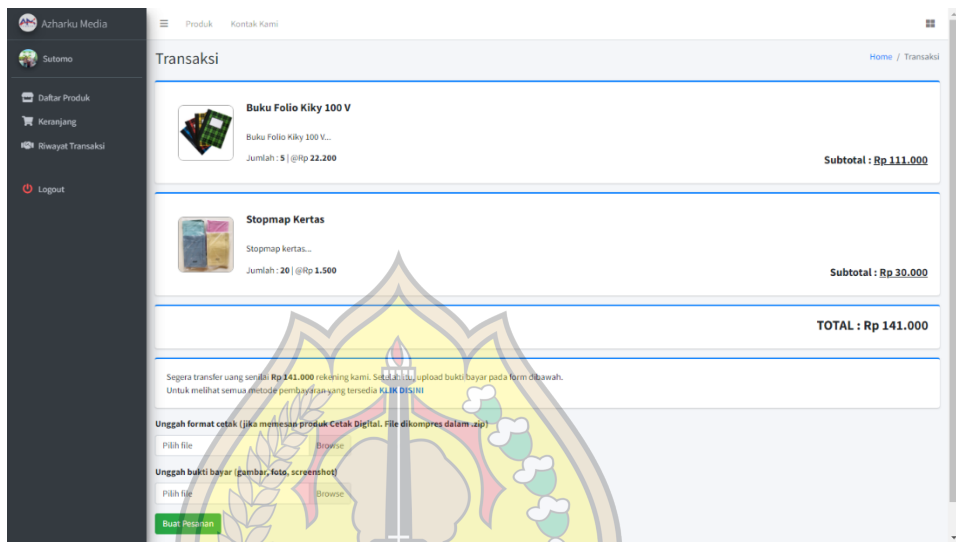 Azharku Media
Produk Kontak Kami
Sutomo
Transaksi
Home / Transaksi
Daftar Produk
Keranjang
Riwayat Transaksi
Logout
Buku Folio Kiky 100 V
Buku Folio Kiky 100 V...
Jumlah : 5 | @Rp 22.200
Subtotal : Rp 111.000
Stopmap Kertas
Stopmap kertas...
Jumlah : 20 | @Rp 1.500
Subtotal : Rp 30.000
TOTAL : Rp 141.000
Segera transfer uang senilai Rp 141.000 rekening kami. Setelah itu, upload bukti bayar pada form dibawah.
Untuk melihat semua metode pembayaran yang tersedia KLIK DISINI
Unggah format cetak (jika memesan produk Cetak Digital. File dikompres dalam .zip)
Pilih file Browse
Unggah bukti bayar (gambar, foto, screenshot)
Pilih file Browse
Buat Pesanan